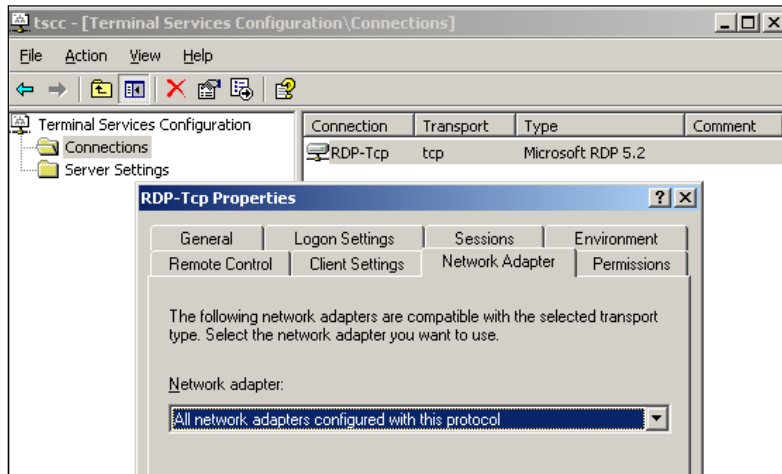 tscc - [Terminal Services Configuration\Connections]
File Action View Help
Terminal Services Configuration
Connections
Server Settings
Connection Transport Type Comment
RDP-Tcp tcp Microsoft RDP 5.2
RDP-Tcp Properties
General Logon Settings Sessions Environment
Remote Control Client Settings Network Adapter Permissions
The following network adapters are compatible with the selected transport
type. Select the network adapter you want to use.
Network adapter:
All network adapters configured with this protocol